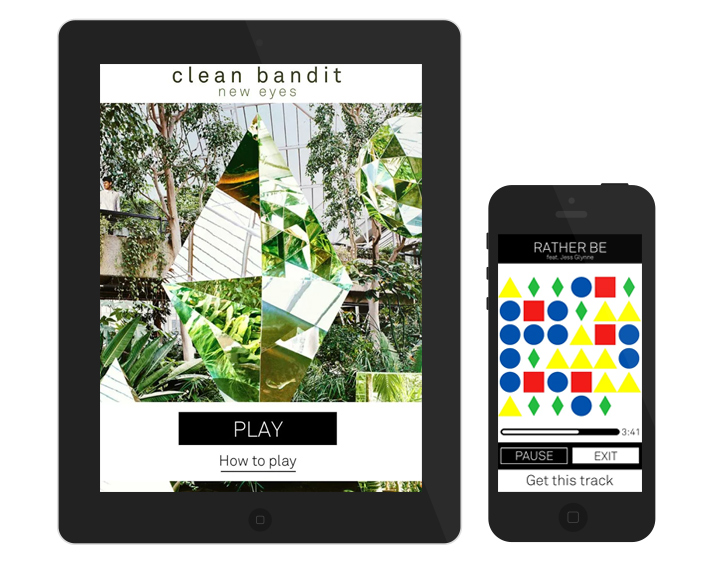 clean bandit
new eyes
PLAY
How to play
RATHER BE
feat. Jess Glynne
3:41
PAUSE
EXIT
Get this track